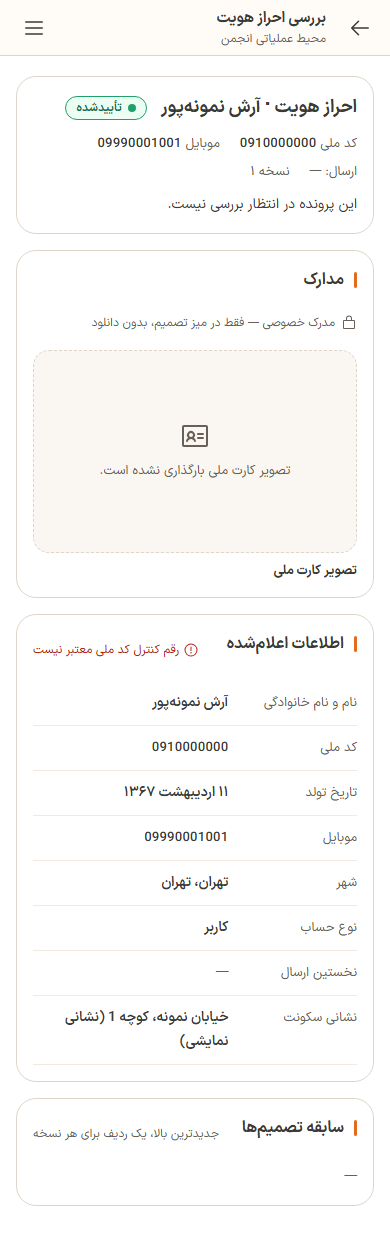 بررسی احراز هویت
محیط عملیاتی انجمن
احراز هویت · آرش نمونه‌پور
تأییدشده
کد ملی 0910000000 موبایل 09990001001
ارسال: — نسخه ۱
این پرونده در انتظار بررسی نیست.
مدارک
مدرک خصوصی — فقط در میز تصمیم، بدون دانلود
تصویر کارت ملی بارگذاری نشده است.
تصویر کارت ملی
اطلاعات اعلام‌شده
رقم کنترل کد ملی معتبر نیست
نام و نام خانوادگی آرش نمونه‌پور
کد ملی 0910000000
تاریخ تولد ۱۱ اردیبهشت ۱۳۶۷
موبایل 09990001001
شهر تهران، تهران
نوع حساب کاربر
نخستین ارسال —
نشانی سکونت خیابان نمونه، کوچه 1 (نشانی
نمایشی)
سابقه تصمیم‌ها
جدیدترین بالا، یک ردیف برای هر نسخه
—